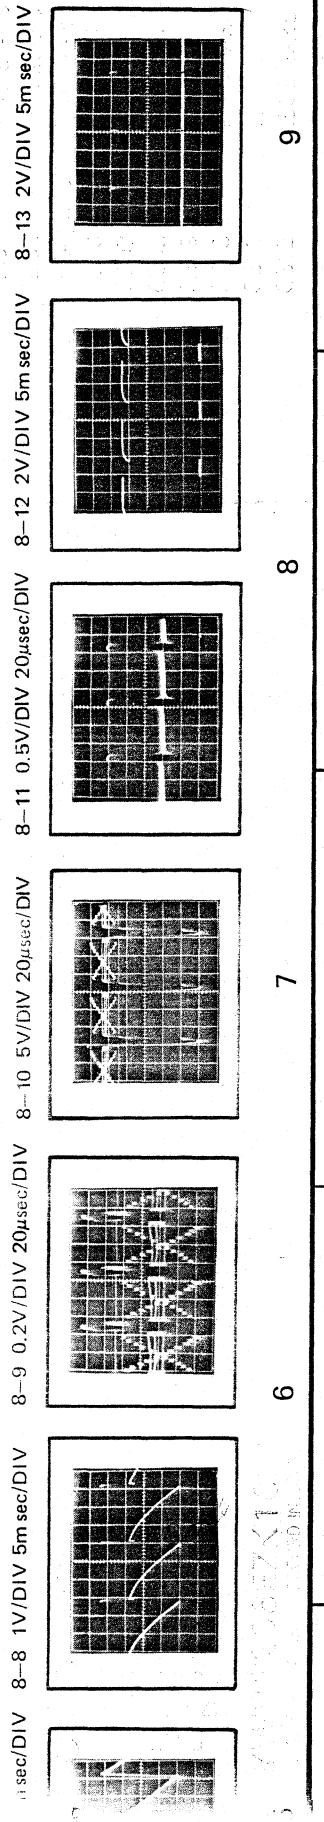 sec/DIV
8–8 1V/DIV 5m sec/DIV
8–9 0.2V/DIV 20μsec/DIV
8–10 5V/DIV 20μsec/DIV
8–11 0.5V/DIV 20μsec/DIV
8–12 2V/DIV 5m sec/DIV
8–13 2V/DIV 5m sec/DIV
6
7
8
9